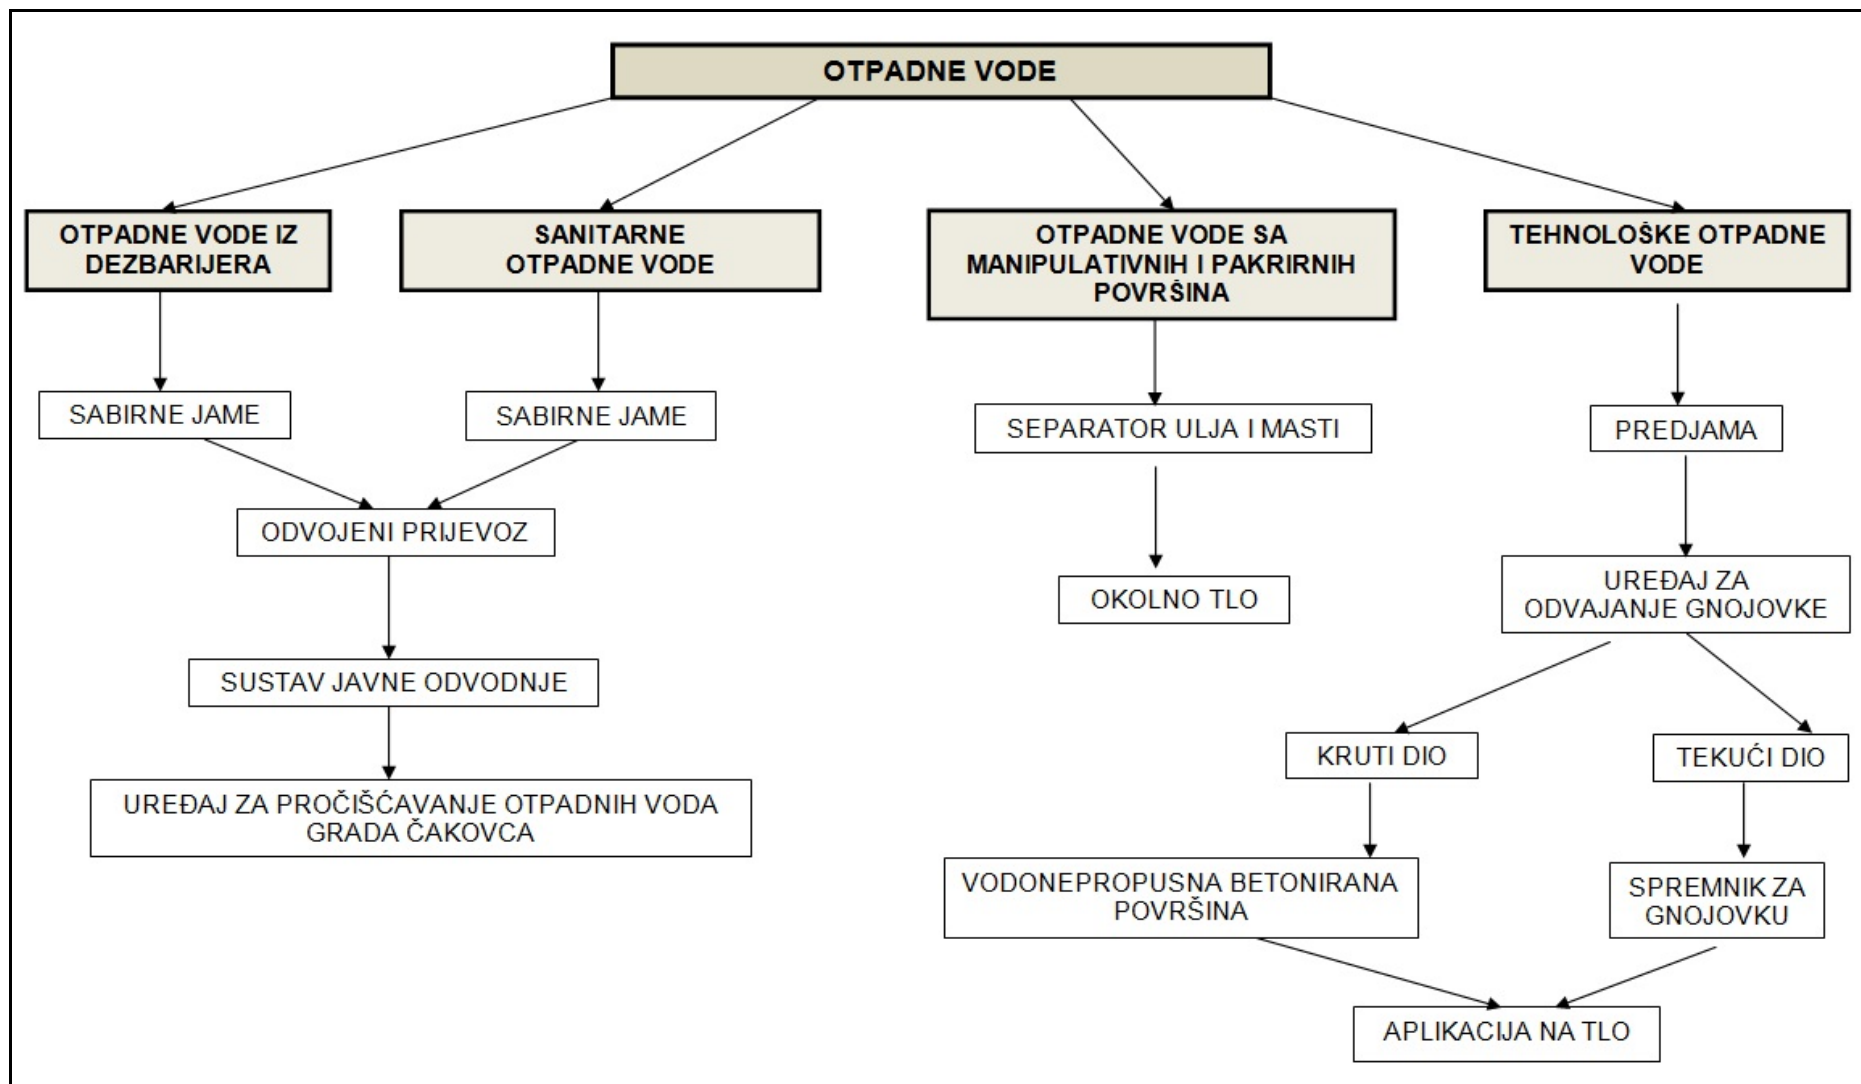 OTPADNE VODE
OTPADNE VODE IZ
DEZBARIJERA
SANITARNE
OTPADNE VODE
OTPADNE VODE SA
MANIPULATIVNIH I PAKRIRNIH
POVRŠINA
TEHNOLOŠKE OTPADNE
VODE
SABIRNE JAME
SABIRNE JAME
SEPARATOR ULJA I MASTI
PREDJAMA
ODVOJENI PRIJEVOZ
OKOLNO TLO
UREĐAJ ZA
ODVAJANJE GNOJOVKE
SUSTAV JAVNE ODVODNJE
KRUTI DIO
TEKUĆI DIO
UREĐAJ ZA PROČIŠĆAVANJE OTPADNIH VODA
GRADA ČAKOVCA
VODONEPROPUSNA BETONIRANA
POVRŠINA
SPREMNIK ZA
GNOJOVKU
APLIKACIJA NA TLO